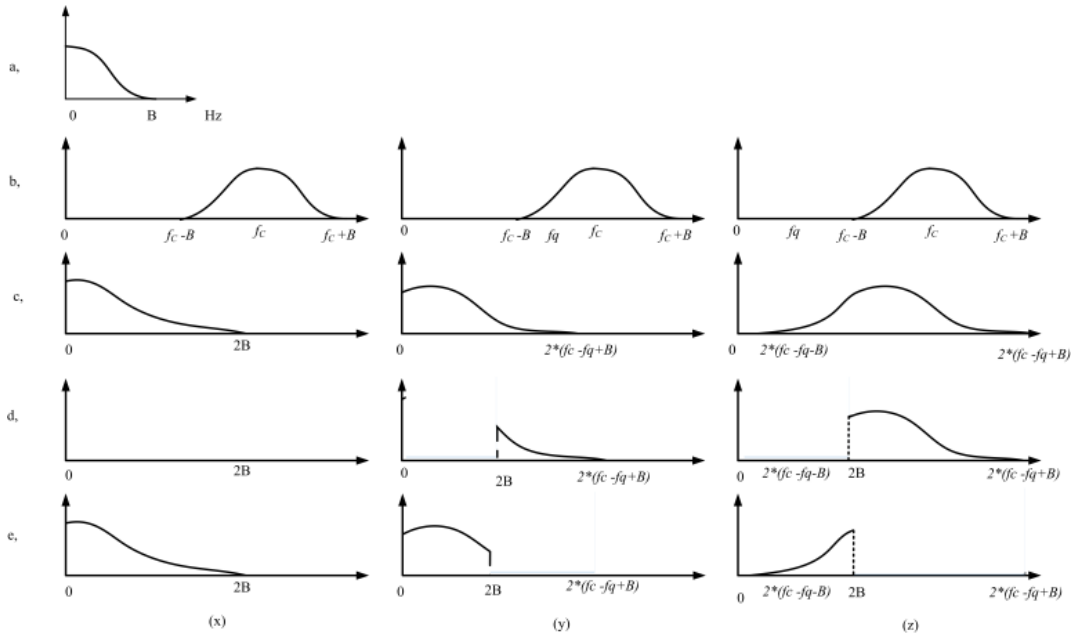 a,
0 B Hz
b,
0 fC -B fC fC +B
0 fC -B fq fC fC +B
0 fq fC -B fC fC +B
c,
0 2B
0 2*(fc -fq+B)
0 2*(fc -fq-B) 2*(fc -fq+B)
d,
0 2B
0 2B 2*(fc -fq+B)
0 2*(fc -fq-B) 2B 2*(fc -fq+B)
e,
0 2B
0 2B 2*(fc -fq+B)
0 2*(fc -fq-B) 2B 2*(fc -fq+B)
(x) (y) (z)